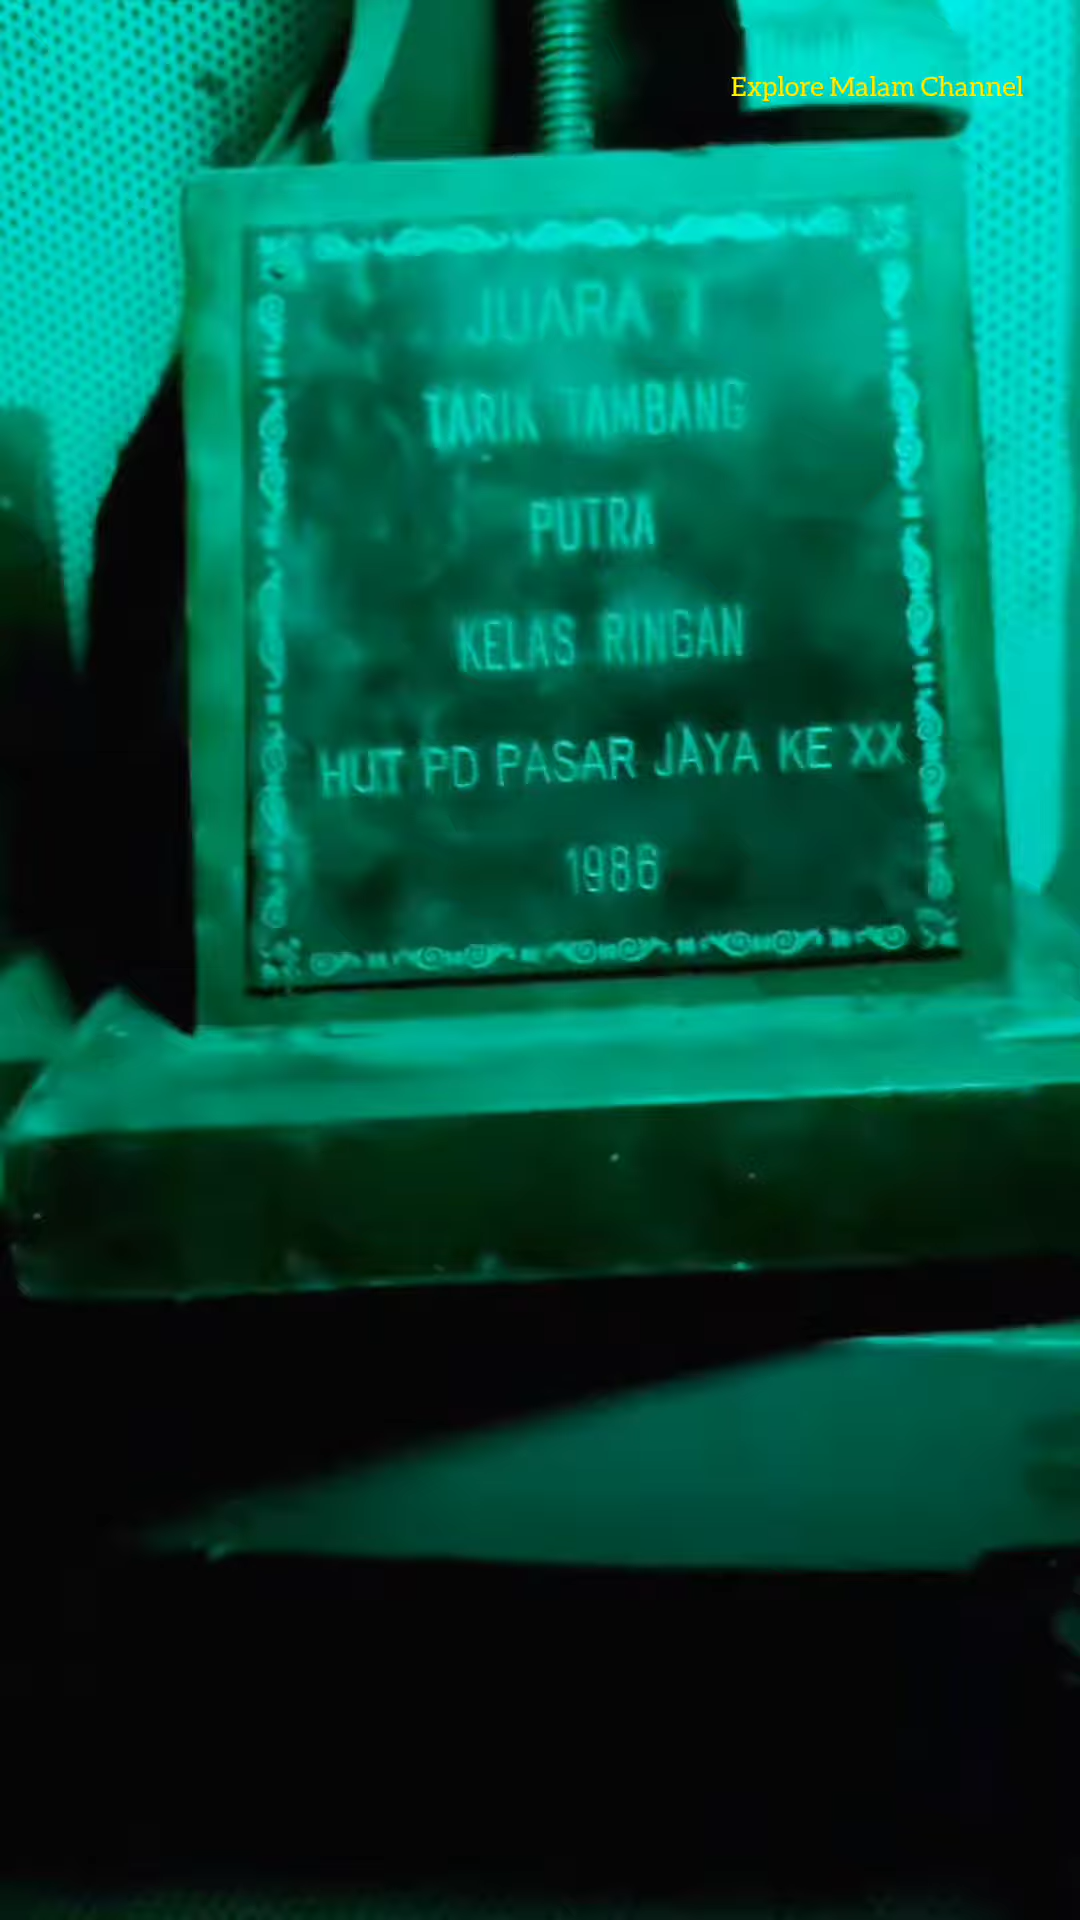 Explore Malam Channel
JUARA I
TARIK TAMBANG
PUTRA
KELAS RINGAN
HUT PD PASAR JAYA KE XX
1986